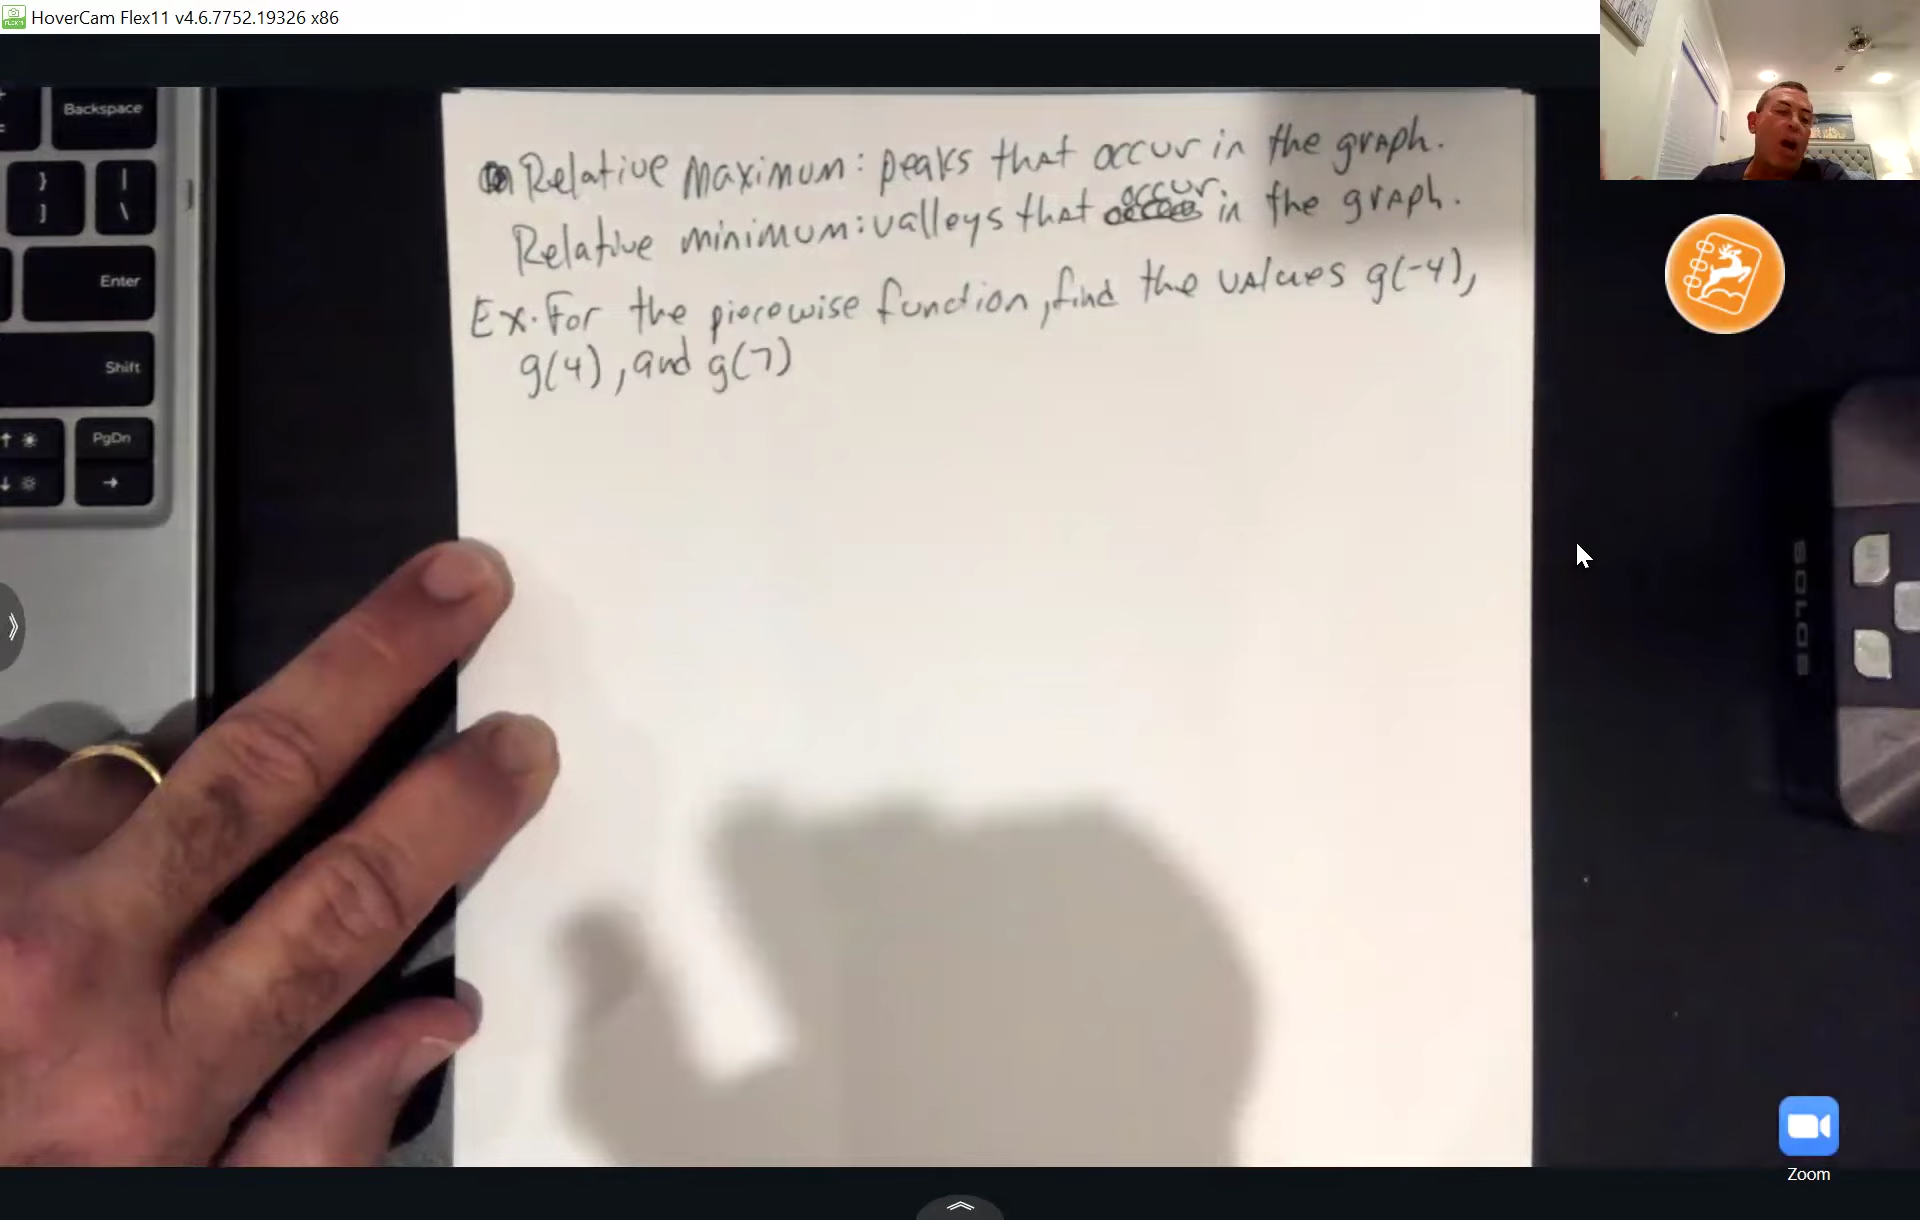 HoverCam Flex11 v4.6.7752.19326 x86
Backspace
}
]
|
\
Enter
Shift
PgDn
Relative Maximum: peaks that occur in the graph.
Relative minimum: valleys that occur in the graph.
Ex. For the piecewise function, find the values g(-4),
g(4), and g(7)
SOLOS
Zoom